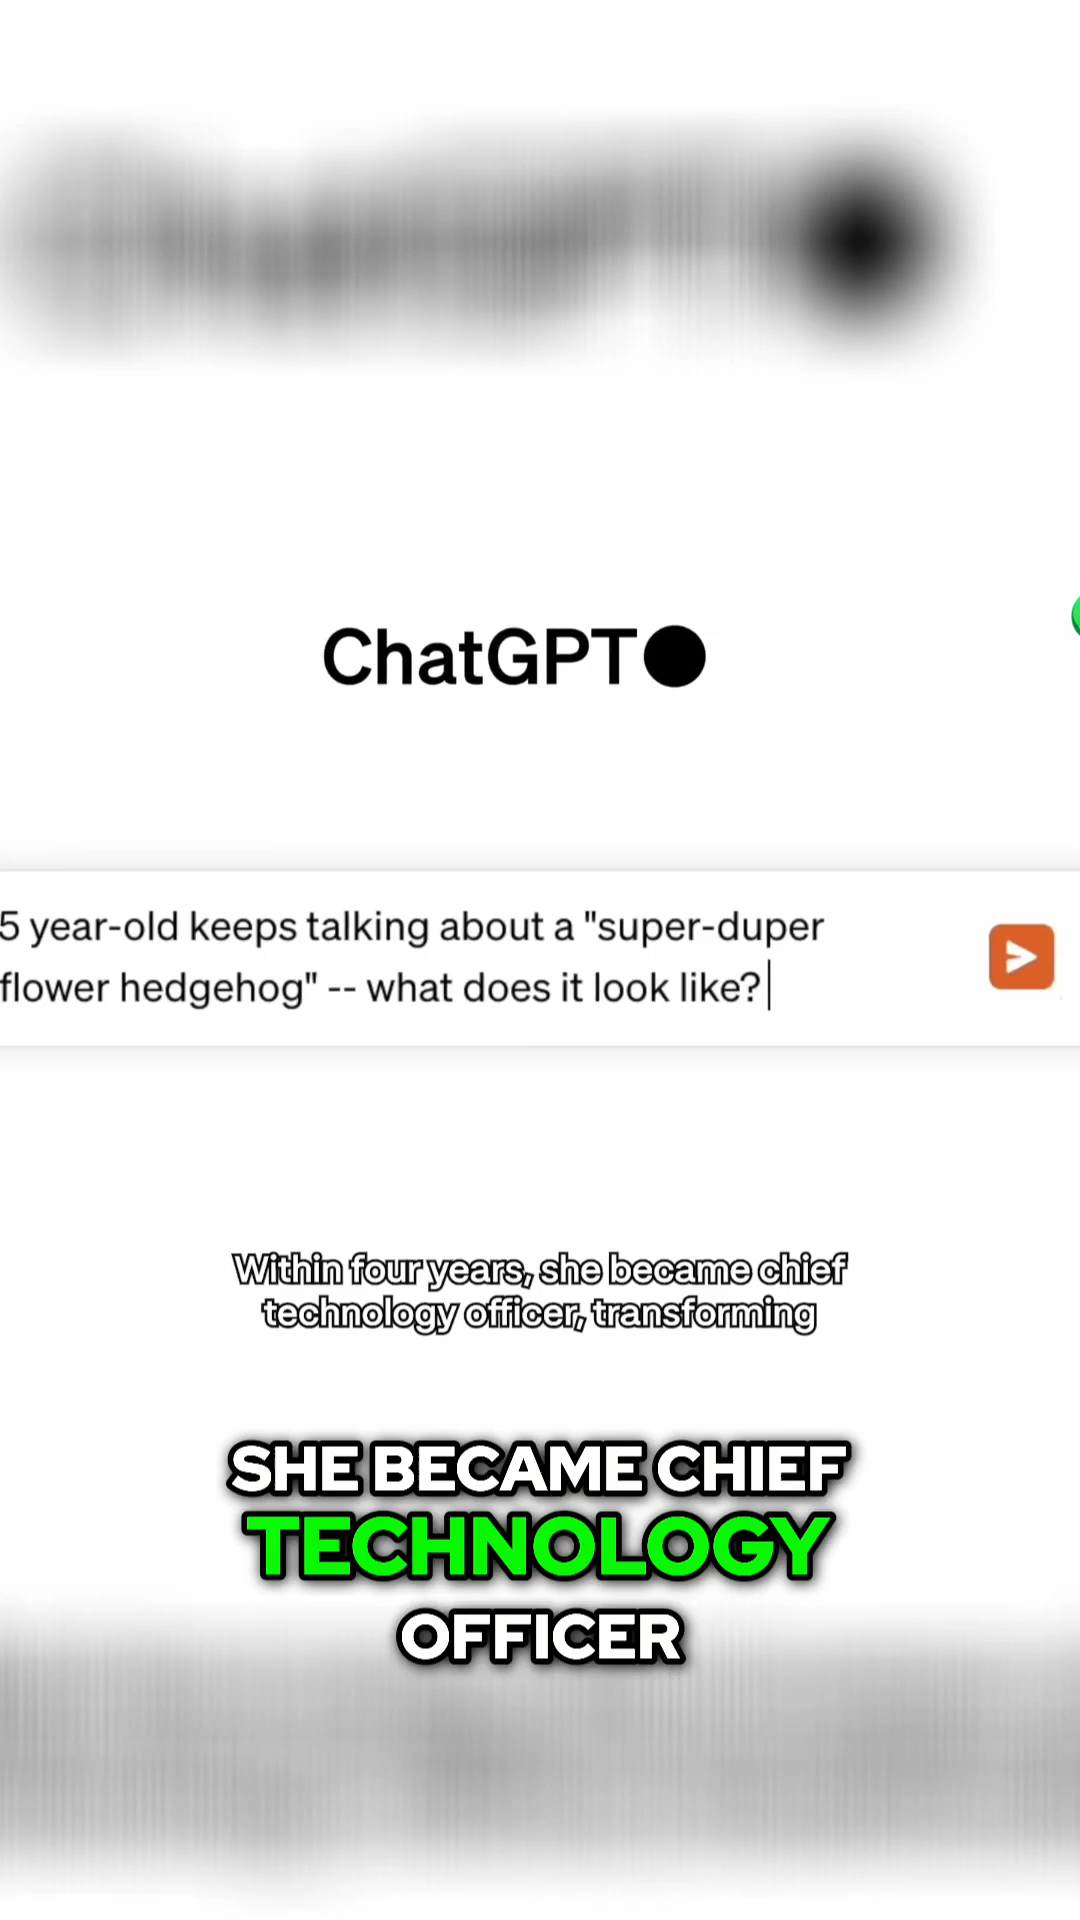 ChatGPT
5 year-old keeps talking about a "super-duper
flower hedgehog" -- what does it look like?
Within four years, she became chief
technology officer, transforming
SHE BECAME CHIEF
TECHNOLOGY
OFFICER